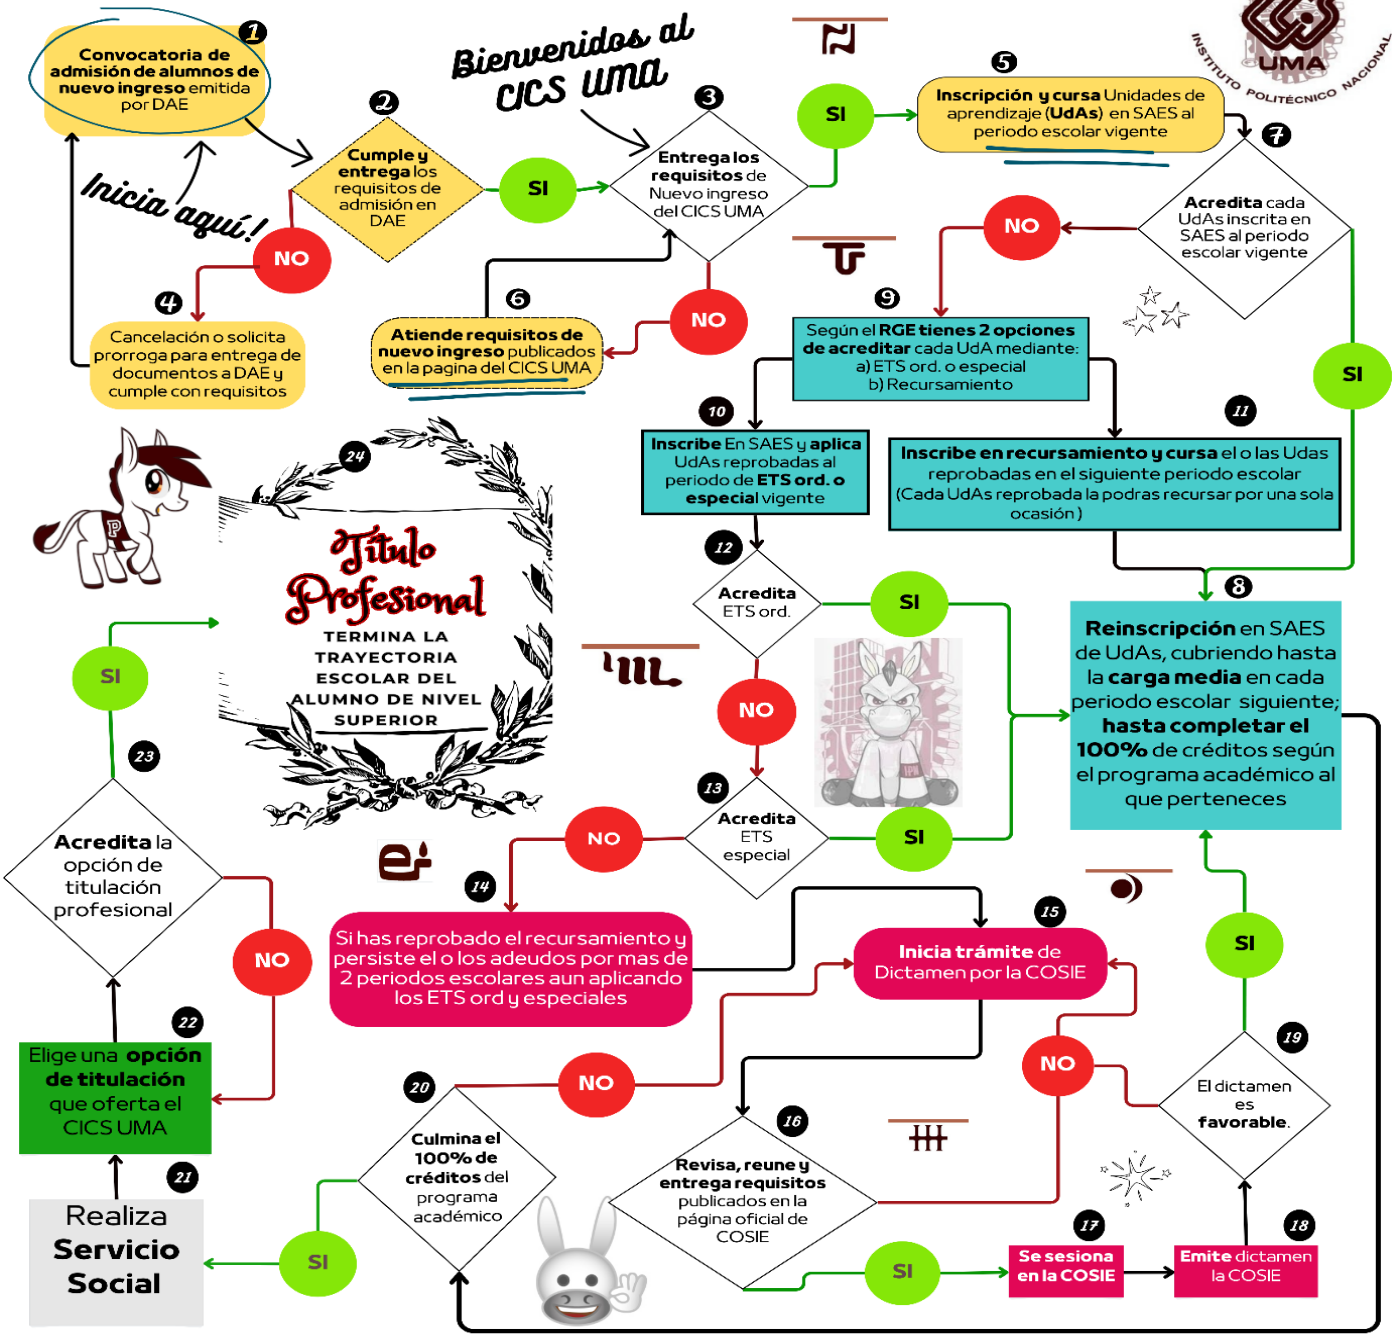 1
Convocatoria de
admisión de alumnos de
nuevo ingreso emitida
por DAE
Inicia aquí!
2
Cumple y
entrega los
requisitos de
admisión en
DAE
SI
NO
4
Cancelación o solicita
prorroga para entrega de
documentos a DAE y
cumple con requisitos
Bienvenidos al
CICS UMA
3
Entrega los
requisitos de
Nuevo ingreso
del CICS UMA
SI
NO
6
Atiende requisitos de
nuevo ingreso publicados
en la pagina del CICS UMA
5
Inscripción y cursa Unidades de
aprendizaje (UdAs) en SAES al
periodo escolar vigente
UMA
INSTITUTO POLITÉCNICO NACIONAL
7
Acredita cada
UdAs inscrita en
SAES al periodo
escolar vigente
NO
SI
9
Según el RGE tienes 2 opciones
de acreditar cada UdA mediante:
a) ETS ord. o especial
b) Recursamiento
10
Inscribe En SAES y aplica
UdAs reprobadas al
periodo de ETS ord. o
especial vigente
11
Inscribe en recursamiento y cursa el o las Udas
reprobadas en el siguiente periodo escolar
(Cada UdAs reprobada la podras recursar por una sola
ocasión)
12
Acredita
ETS ord.
SI
NO
13
Acredita
ETS
especial
SI
NO
8
Reinscripción en SAES
de UdAs, cubriendo hasta
la carga media en cada
periodo escolar siguiente;
hasta completar el
100% de créditos según
el programa académico al
que perteneces
IPN
14
Si has reprobado el recursamiento y
persiste el o los adeudos por mas de
2 periodos escolares aun aplicando
los ETS ord y especiales
15
Inicia trámite de
Dictamen por la COSIE
16
Revisa, reune y
entrega requisitos
publicados en la
página oficial de
COSIE
NO
SI
17
Se sesiona
en la COSIE
18
Emite dictamen
la COSIE
19
El dictamen
es
favorable.
SI
20
Culmina el
100% de
créditos del
programa
académico
NO
SI
21
Realiza
Servicio
Social
22
Elige una opción
de titulación
que oferta el
CICS UMA
23
Acredita la
opción de
titulación
profesional
NO
SI
P
24
Título
Profesional
TERMINA LA
TRAYECTORIA
ESCOLAR DEL
ALUMNO DE NIVEL
SUPERIOR